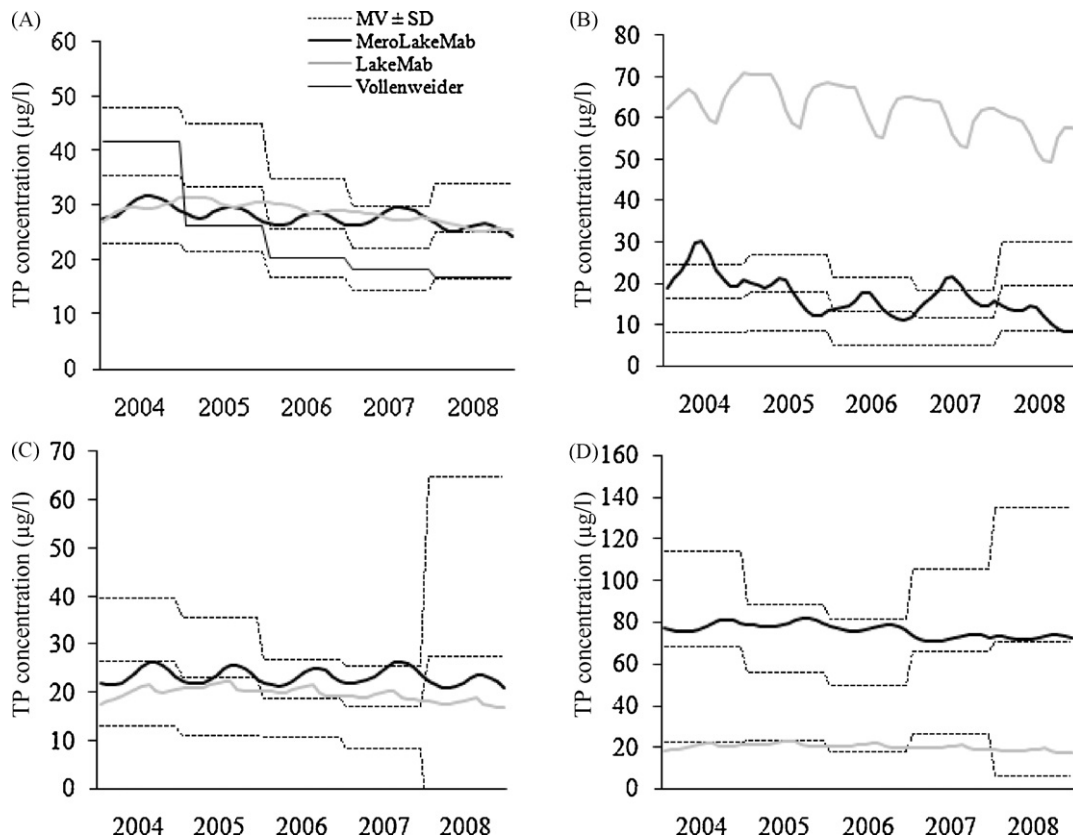 (A)
TP concentration (µg/l)
60
50
40
30
20
10
0
2004 2005 2006 2007 2008
MV ± SD
MeroLakeMab
LakeMab
Vollenweider
(B)
TP concentration (µg/l)
80
70
60
50
40
30
20
10
0
2004 2005 2006 2007 2008
(C)
TP concentration (µg/l)
70
60
50
40
30
20
10
0
2004 2005 2006 2007 2008
(D)
TP concentration (µg/l)
160
140
120
100
80
60
40
20
0
2004 2005 2006 2007 2008